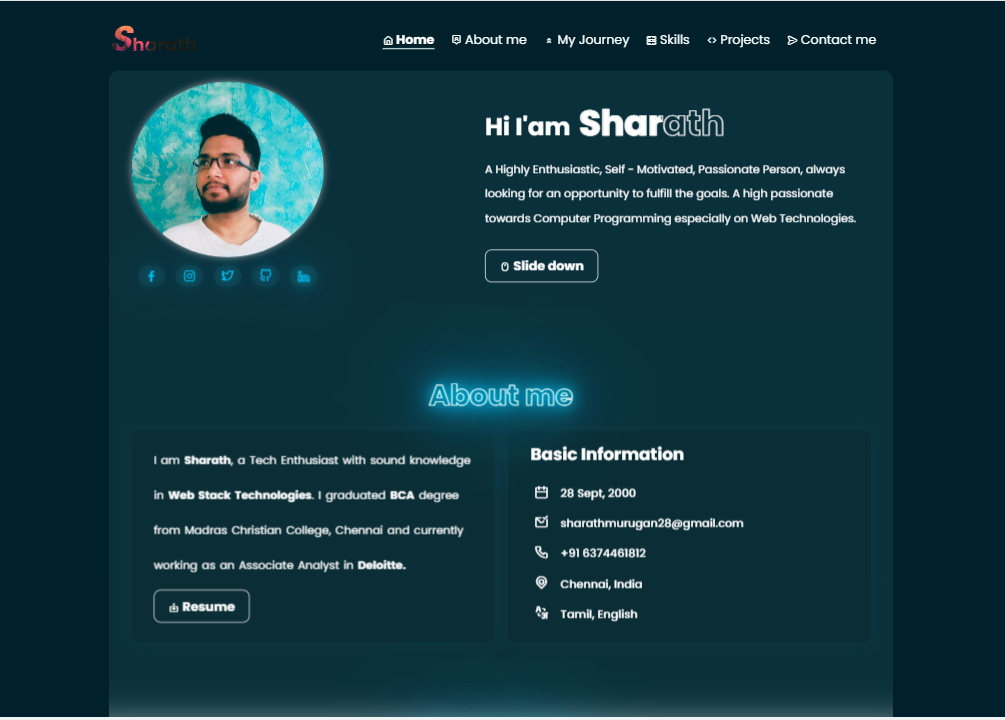 Sharath
Home About me My Journey Skills Projects Contact me
Hi I'am Sharath
A Highly Enthusiastic, Self - Motivated, Passionate Person, always
looking for an opportunity to fulfill the goals. A high passionate
towards Computer Programming especially on Web Technologies.
Slide down
About me
I am Sharath, a Tech Enthusiast with sound knowledge
in Web Stack Technologies. I graduated BCA degree
from Madras Christian College, Chennai and currently
working as an Associate Analyst in Deloitte.
Resume
Basic Information
28 Sept, 2000
sharathmurugan28@gmail.com
+91 6374461812
Chennai, India
Tamil, English